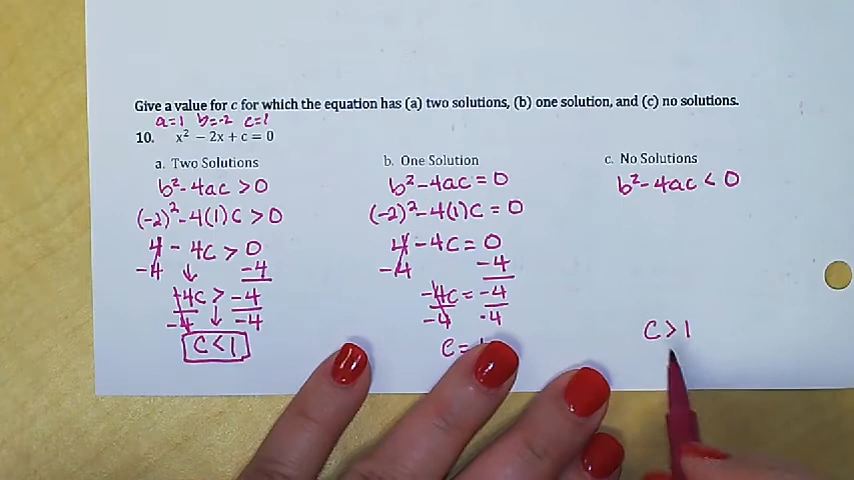 Give a value for c for which the equation has (a) two solutions, (b) one solution, and (c) no solutions.
a=1 b=-2 c=1
10. x² − 2x + c = 0
a. Two Solutions
b²-4ac > 0
(-2)²-4(1)c > 0
4 - 4c > 0
-4 ↓ -4
-4c > -4
-4 ↓ -4
c < 1
b. One Solution
b²-4ac = 0
(-2)²-4(1)c = 0
4 -4c = 0
-4 -4
-4c = -4
-4 -4
c =
c. No Solutions
b²-4ac < 0
c > 1